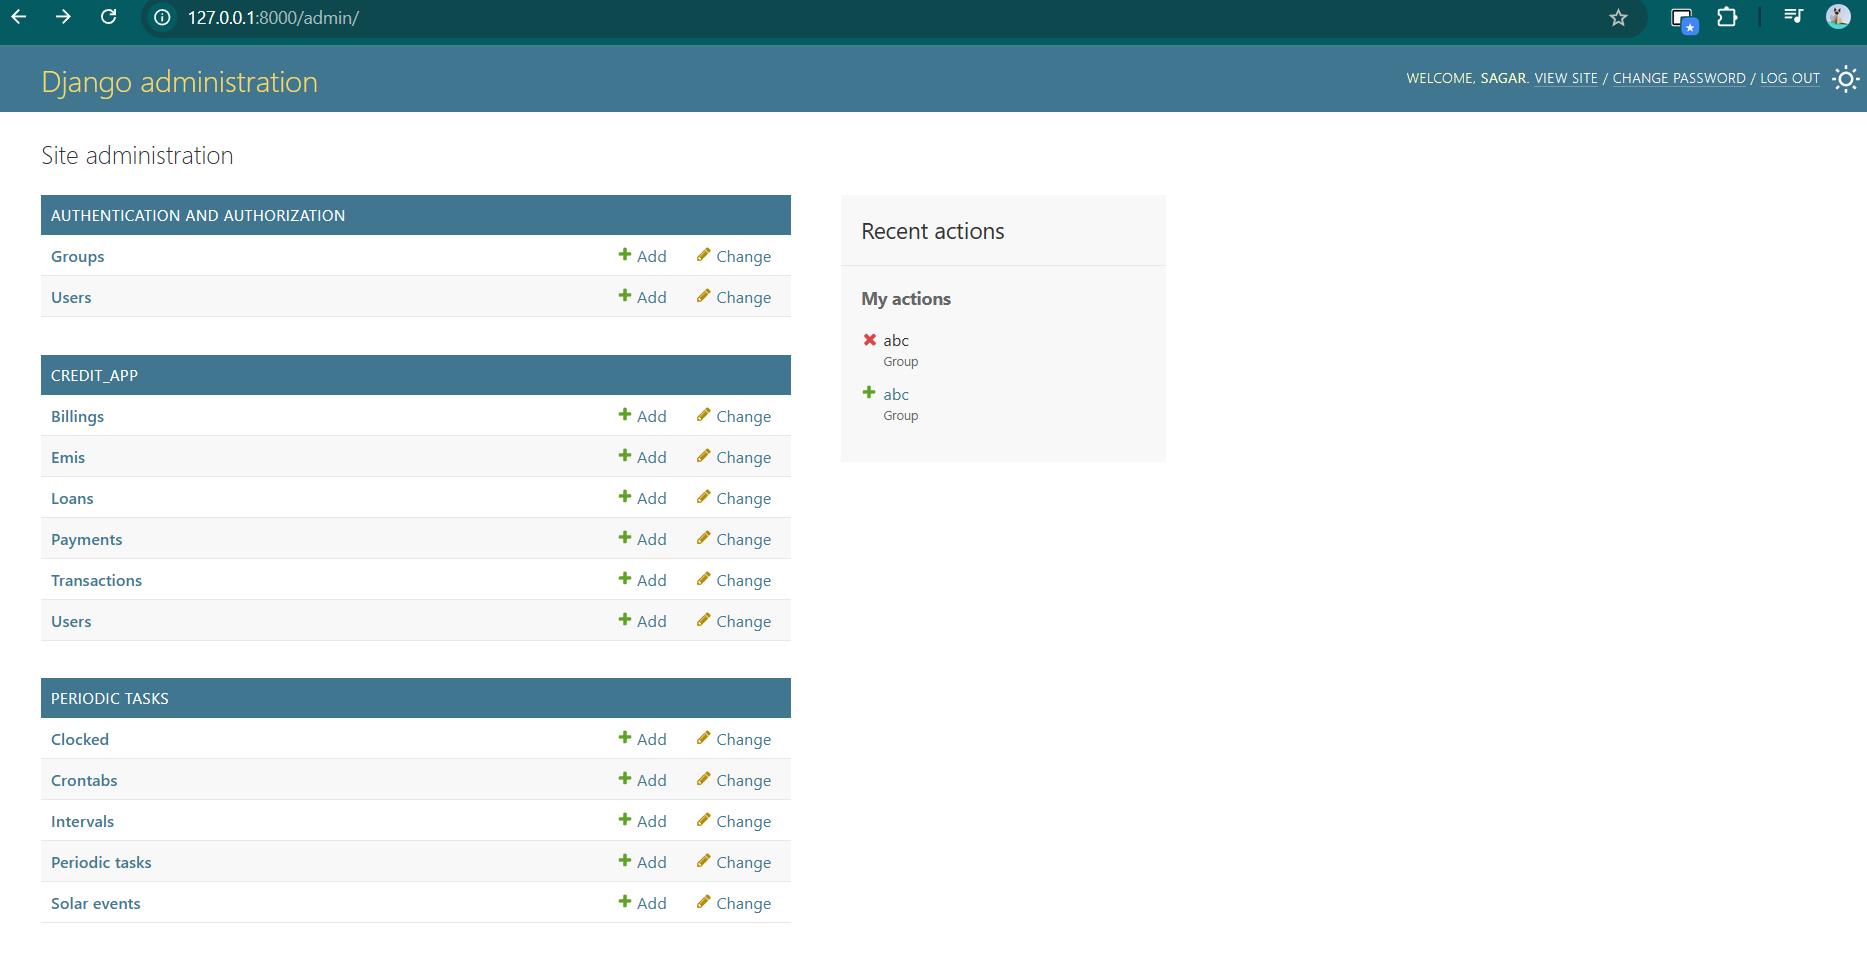 127.0.0.1:8000/admin/
Django administration
WELCOME, SAGAR. VIEW SITE / CHANGE PASSWORD / LOG OUT
Site administration
AUTHENTICATION AND AUTHORIZATION
Groups Add Change
Users Add Change
CREDIT_APP
Billings Add Change
Emis Add Change
Loans Add Change
Payments Add Change
Transactions Add Change
Users Add Change
PERIODIC TASKS
Clocked Add Change
Crontabs Add Change
Intervals Add Change
Periodic tasks Add Change
Solar events Add Change
Recent actions
My actions
abc
Group
abc
Group